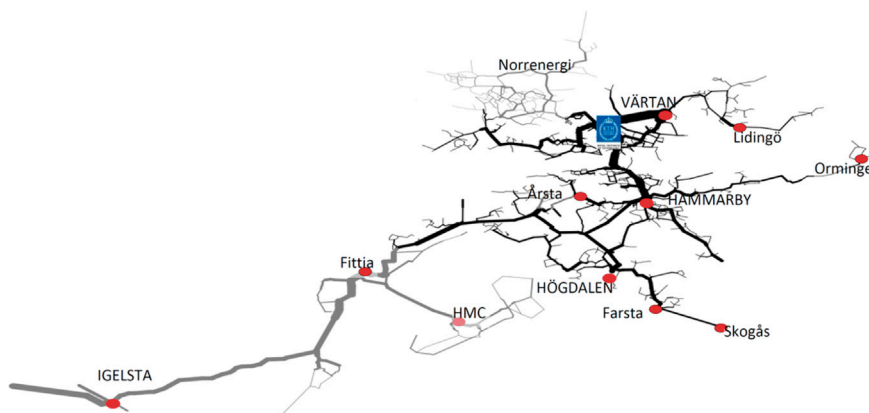 Norrenergi
VÄRTAN
Lidingö
Orminge
Årsta
HAMMARBY
Fittja
HÖGDALEN
HMC
Farsta
Skogås
IGELSTA